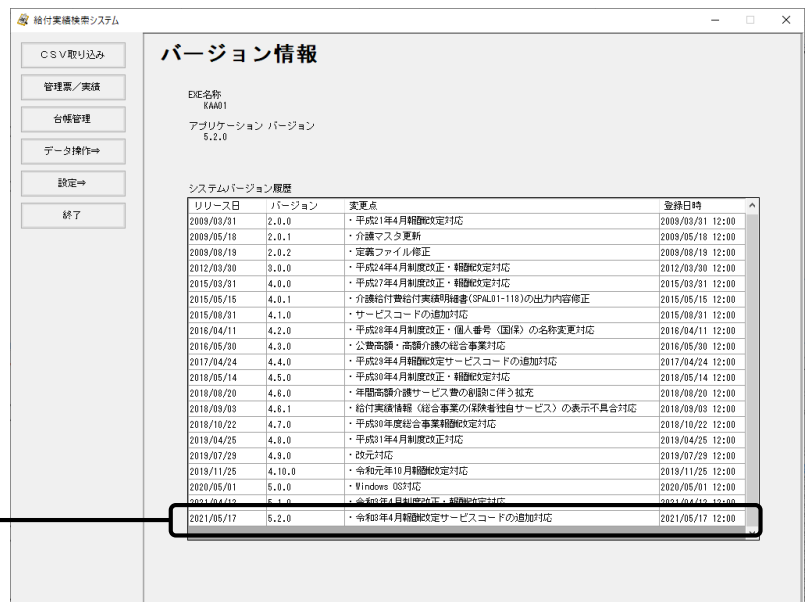 給付実績検索システム
CSV取り込み
管理票／実績
台帳管理
データ操作⇒
設定⇒
終了
バージョン情報
EXE名称
KAA01
アプリケーション バージョン
5.2.0
システムバージョン履歴
リリース日 バージョン 変更点 登録日時
2009/03/31 2.0.0 ・平成21年4月報酬改定対応 2009/03/31 12:00
2009/05/18 2.0.1 ・介護マスタ更新 2009/05/18 12:00
2009/08/19 2.0.2 ・定義ファイル修正 2009/08/19 12:00
2012/03/30 3.0.0 ・平成24年4月制度改正・報酬改定対応 2012/03/30 12:00
2015/03/31 4.0.0 ・平成27年4月制度改正・報酬改定対応 2015/03/31 12:00
2015/05/15 4.0.1 ・介護給付費給付実績明細書(SPAL01-118)の出力内容修正 2015/05/15 12:00
2015/08/31 4.1.0 ・サービスコードの追加対応 2015/08/31 12:00
2016/04/11 4.2.0 ・平成28年4月制度改正・個人番号（国保）の名称変更対応 2016/04/11 12:00
2016/05/30 4.3.0 ・公費高額・高額介護の総合事業対応 2016/05/30 12:00
2017/04/24 4.4.0 ・平成29年4月報酬改定サービスコードの追加対応 2017/04/24 12:00
2018/05/14 4.5.0 ・平成30年4月制度改正・報酬改定対応 2018/05/14 12:00
2018/08/20 4.6.0 ・年間高額介護サービス費の創設に伴う拡充 2018/08/20 12:00
2018/09/03 4.6.1 ・給付実績情報（総合事業の保険者独自サービス）の表示不具合対応 2018/09/03 12:00
2018/10/22 4.7.0 ・平成30年度総合事業報酬改定対応 2018/10/22 12:00
2019/04/25 4.8.0 ・平成31年4月制度改正対応 2019/04/25 12:00
2019/07/29 4.9.0 ・改元対応 2019/07/29 12:00
2019/11/25 4.10.0 ・令和元年10月報酬改定対応 2019/11/25 12:00
2020/05/01 5.0.0 ・Windows OS対応 2020/05/01 12:00
2021/04/12 5.1.0 ・令和3年4月制度改正・報酬改定対応 2021/04/12 12:00
2021/05/17 5.2.0 ・令和3年4月報酬改定サービスコードの追加対応 2021/05/17 12:00